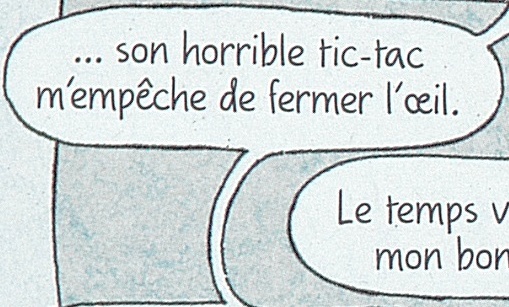 ... son horrible tic-tac
m'empêche de fermer l'œil.
Le temps
mon bon